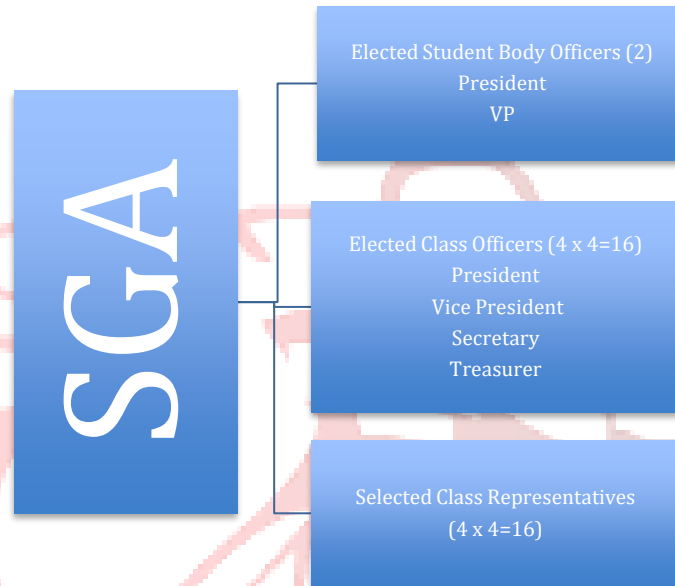 SGA
Elected Student Body Officers (2)
President
VP
Elected Class Officers (4 x 4=16)
President
Vice President
Secretary
Treasurer
Selected Class Representatives
(4 x 4=16)